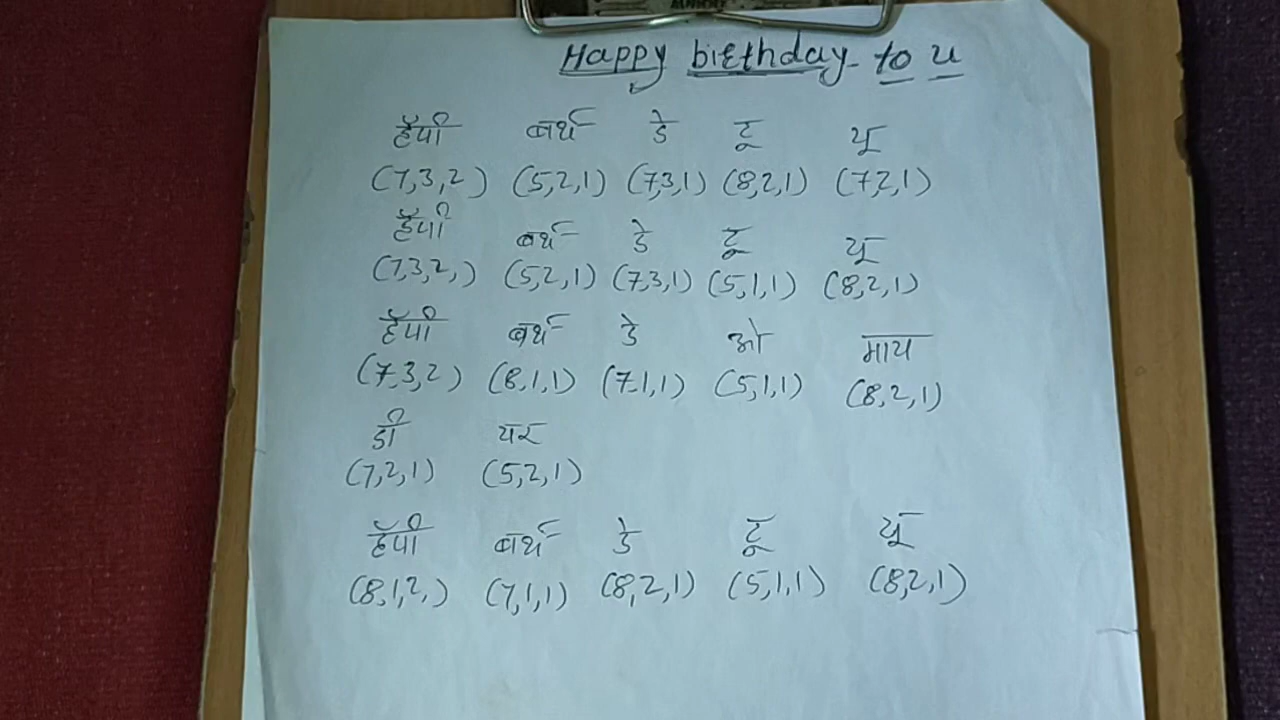 Happy birthday to u
हॅपी बर्थ डे टू यू
(7,3,2) (5,2,1) (7,3,1) (8,2,1) (7,2,1)
हॅपी बर्थ डे टू यू
(7,3,2,) (5,2,1) (7,3,1) (5,1,1) (8,2,1)
हॅपी बर्थ डे ओ माय
(7,3,2) (8,1,1) (7,1,1) (5,1,1) (8,2,1)
डी यर
(7,2,1) (5,2,1)
हॅपी बर्थ डे टू यू
(8,1,2,) (7,1,1) (8,2,1) (5,1,1) (8,2,1)